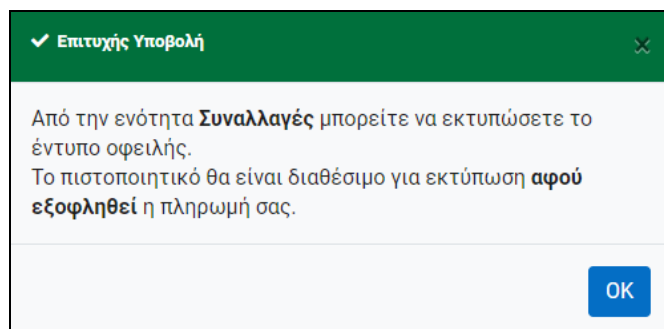 Επιτυχής Υποβολή
Από την ενότητα Συναλλαγές μπορείτε να εκτυπώσετε το
έντυπο οφειλής.
Το πιστοποιητικό θα είναι διαθέσιμο για εκτύπωση αφού
εξοφληθεί η πληρωμή σας.
OK